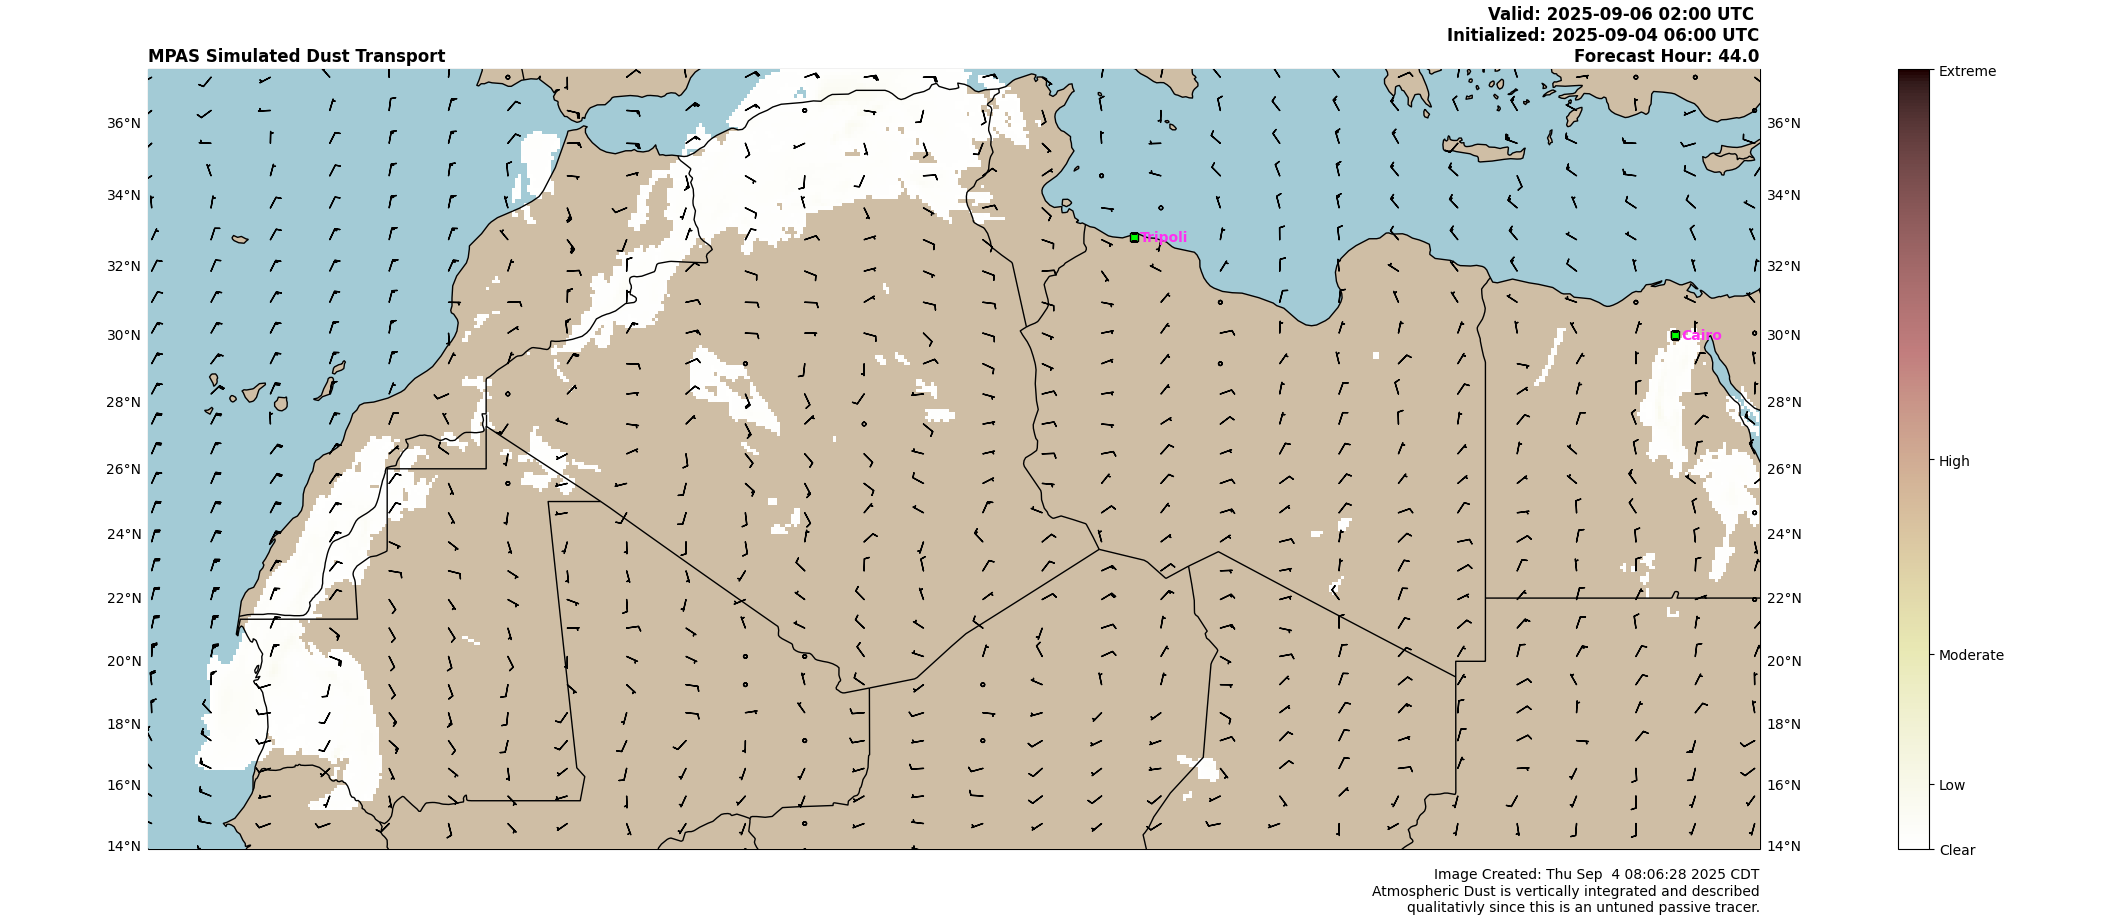 Valid: 2025-09-06 02:00 UTC
Initialized: 2025-09-04 06:00 UTC
MPAS Simulated Dust Transport
Forecast Hour: 44.0
Extreme
36°N
36°N
34°N
34°N
Tripoli
32°N
32°N
30°N
Cairo
30°N
28°N
28°N
26°N
26°N
High
24°N
24°N
22°N
22°N
20°N
20°N
Moderate
18°N
18°N
16°N
16°N
Low
14°N
14°N
Clear
Image Created: Thu Sep  4 08:06:28 2025 CDT
Atmospheric Dust is vertically integrated and described
qualitativly since this is an untuned passive tracer.